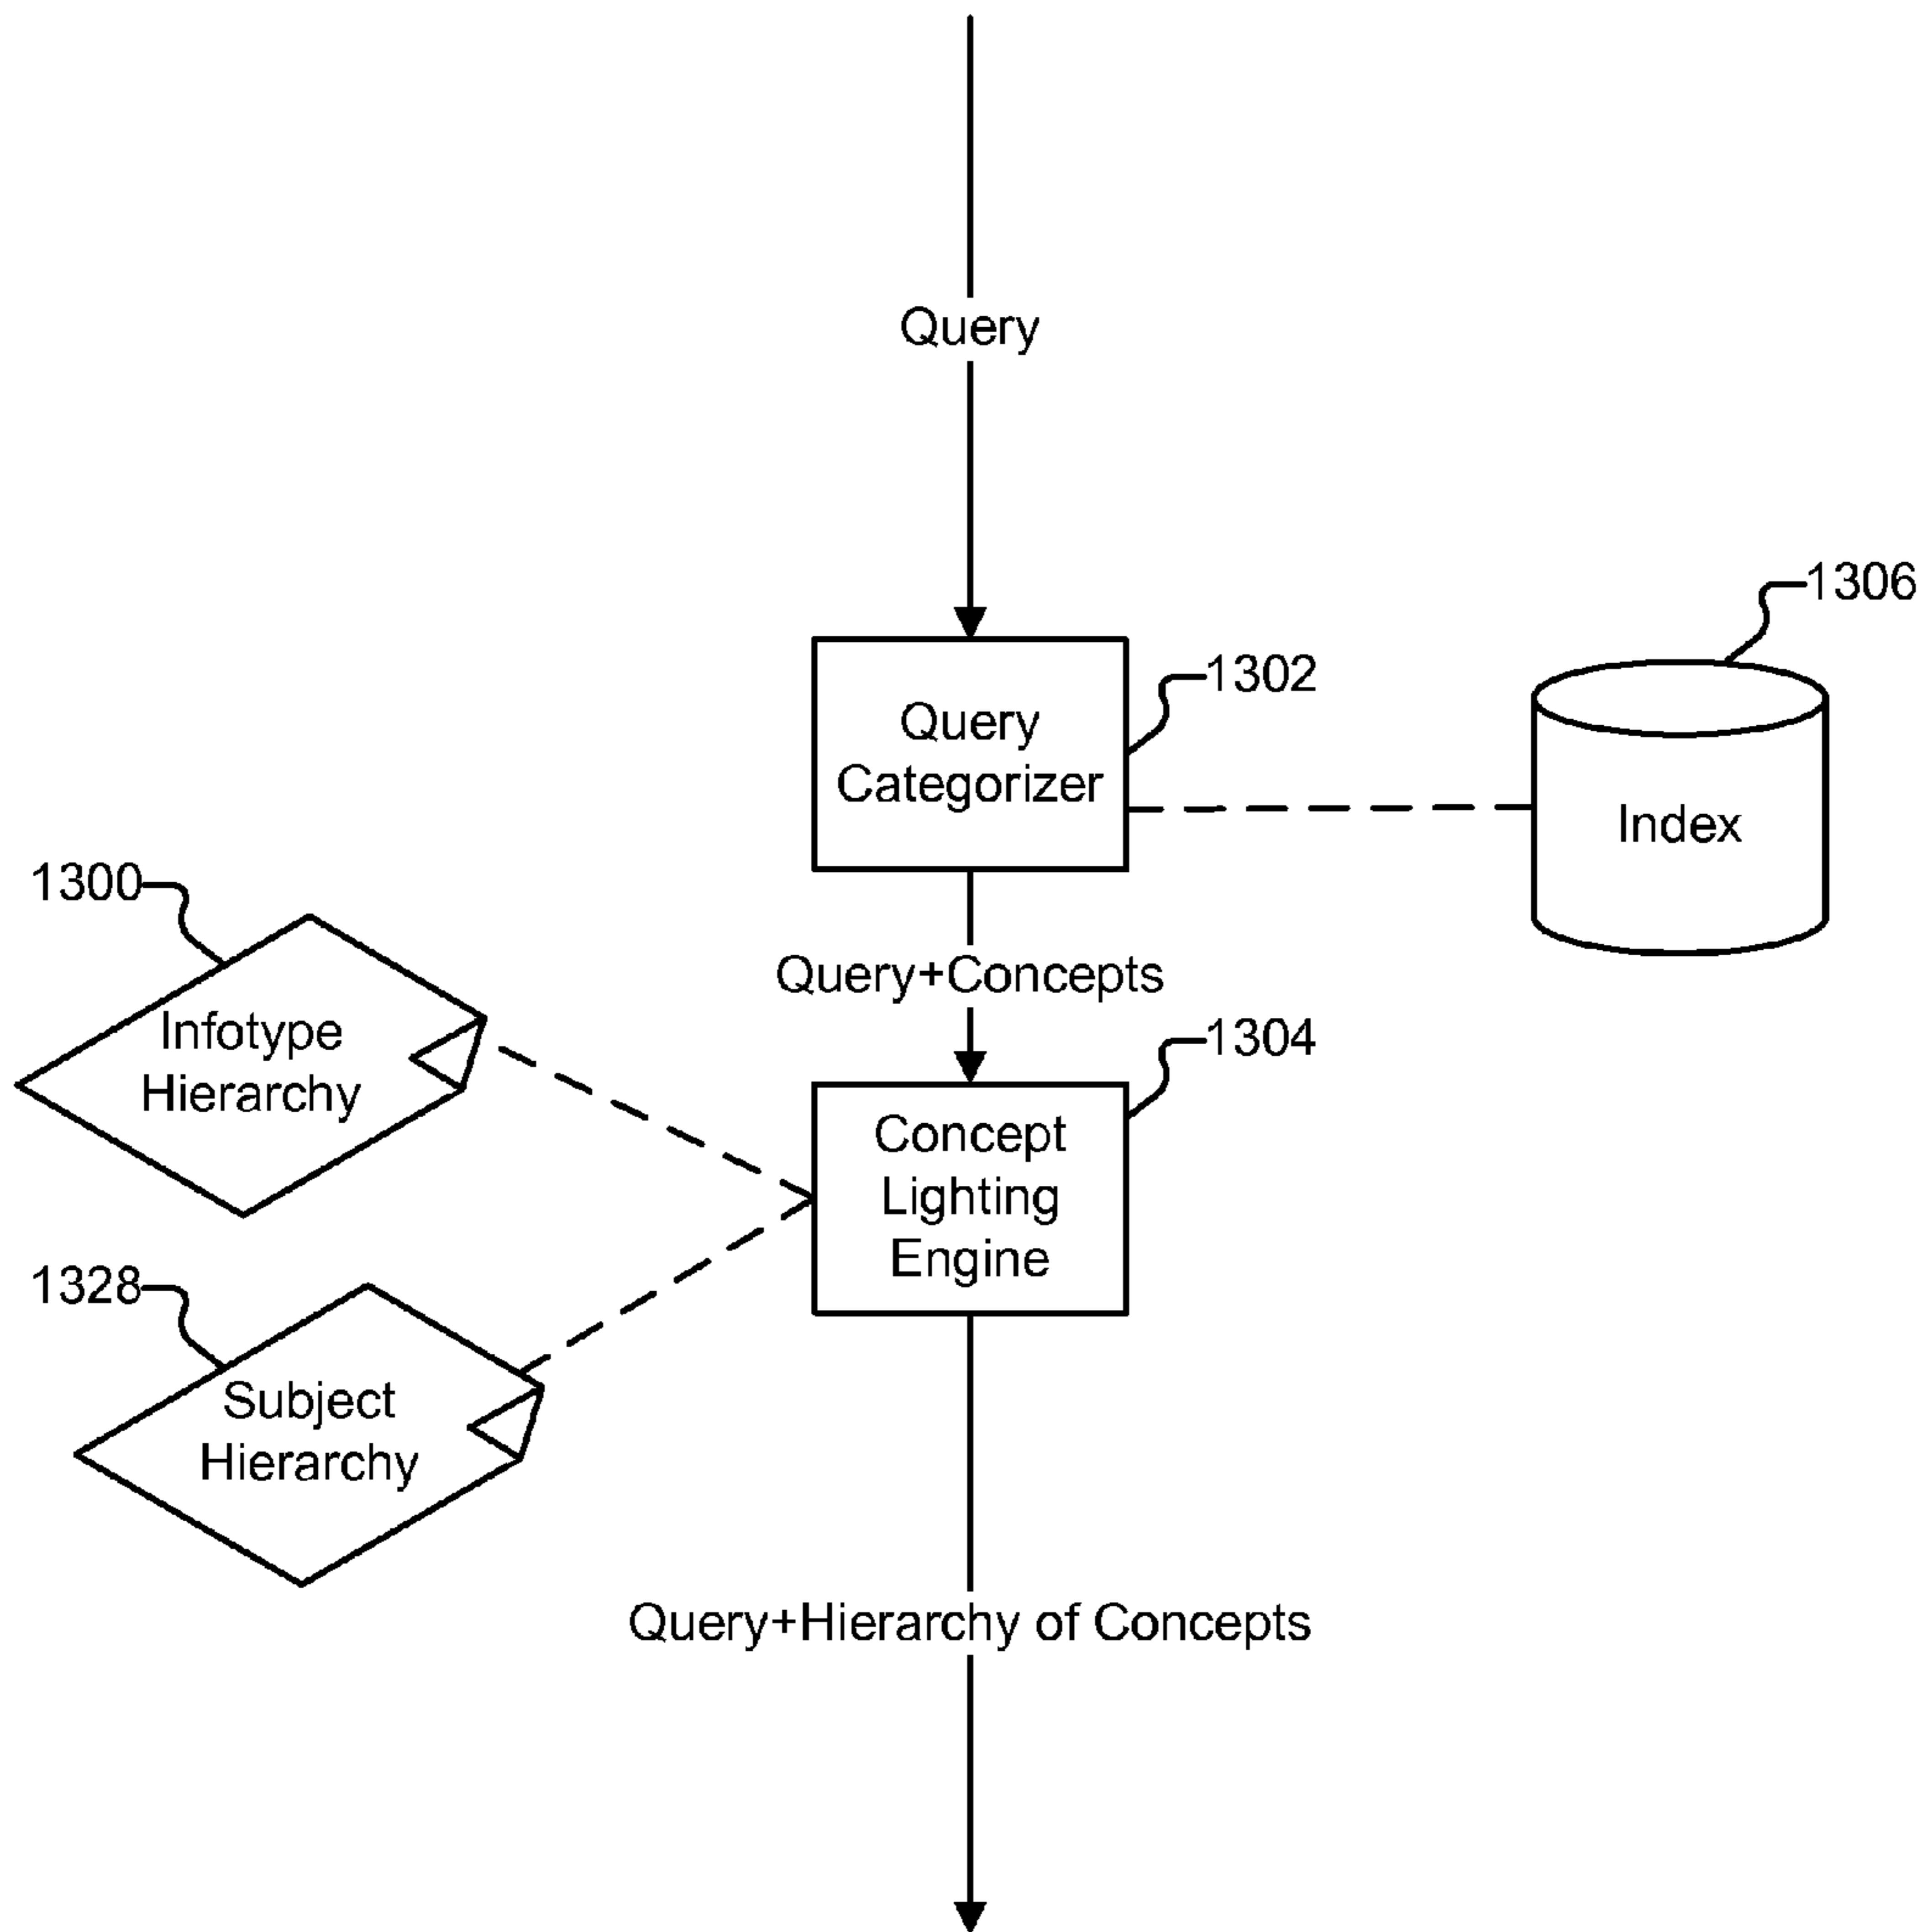 Query
1306
1302
Query
Categorizer
Index
1300
Query+Concepts
Infotype
Hierarchy
1304
Concept
Lighting
Engine
1328
Subject
Hierarchy
Query+Hierarchy of Concepts